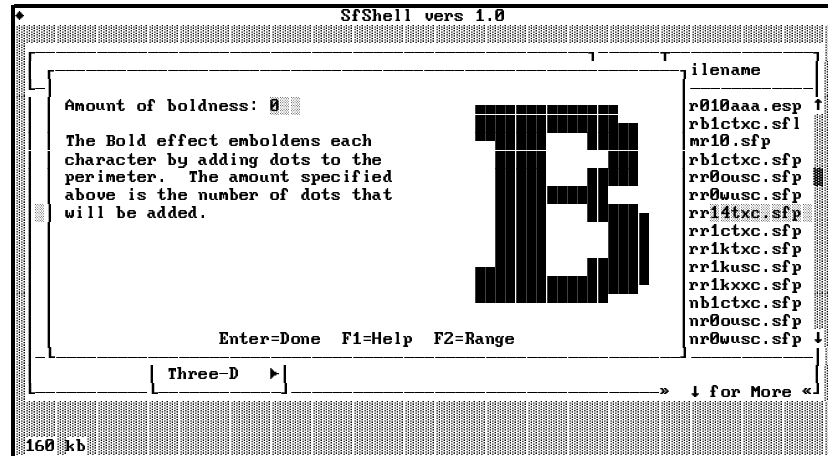 SfShell vers 1.0
ilename
Amount of boldness: 0
r010aaa.esp ↑
rb1ctxc.sfl
The Bold effect emboldens each
mr10.sfp
character by adding dots to the
rb1ctxc.sfp
perimeter.  The amount specified
rr0ousc.sfp
above is the number of dots that
rr0wusc.sfp
will be added.
rr14txc.sfp
rr1ctxc.sfp
rr1ktxc.sfp
rr1kusc.sfp
rr1kxxc.sfp
nb1ctxc.sfp
nr0ousc.sfp
Enter=Done  F1=Help  F2=Range
nr0wusc.sfp ↓
Three-D ►
» ↓ for More «
160 kb
B